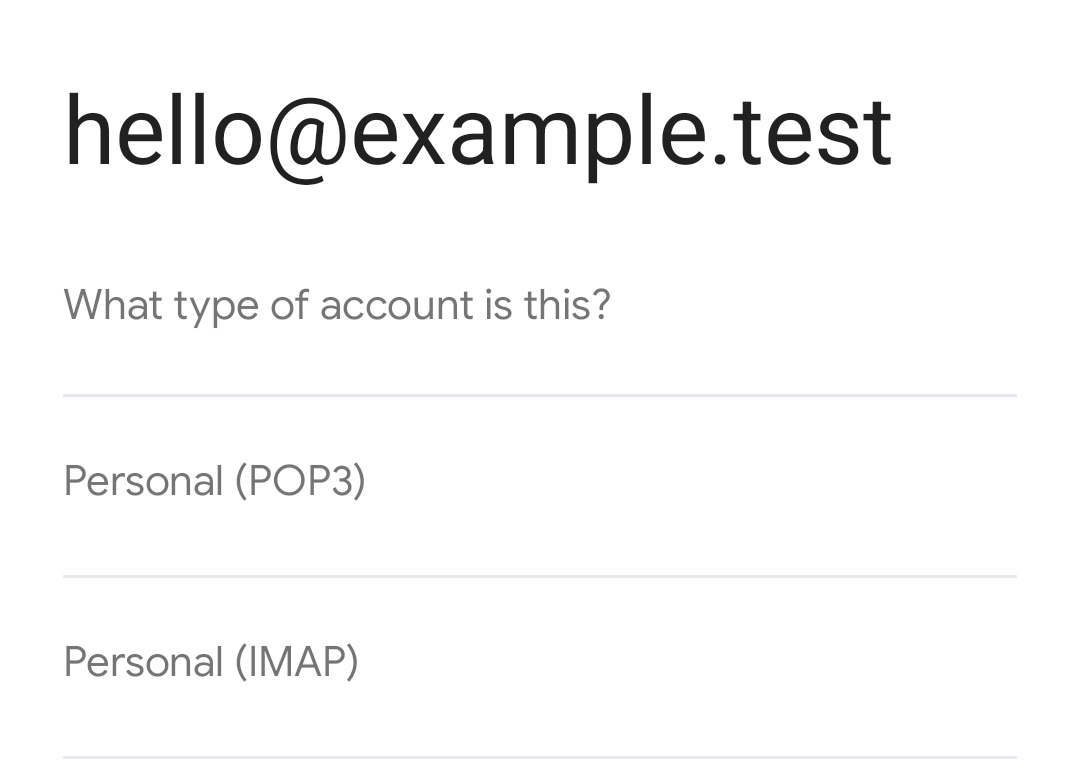 hello@example.test
What type of account is this?
Personal (POP3)
Personal (IMAP)